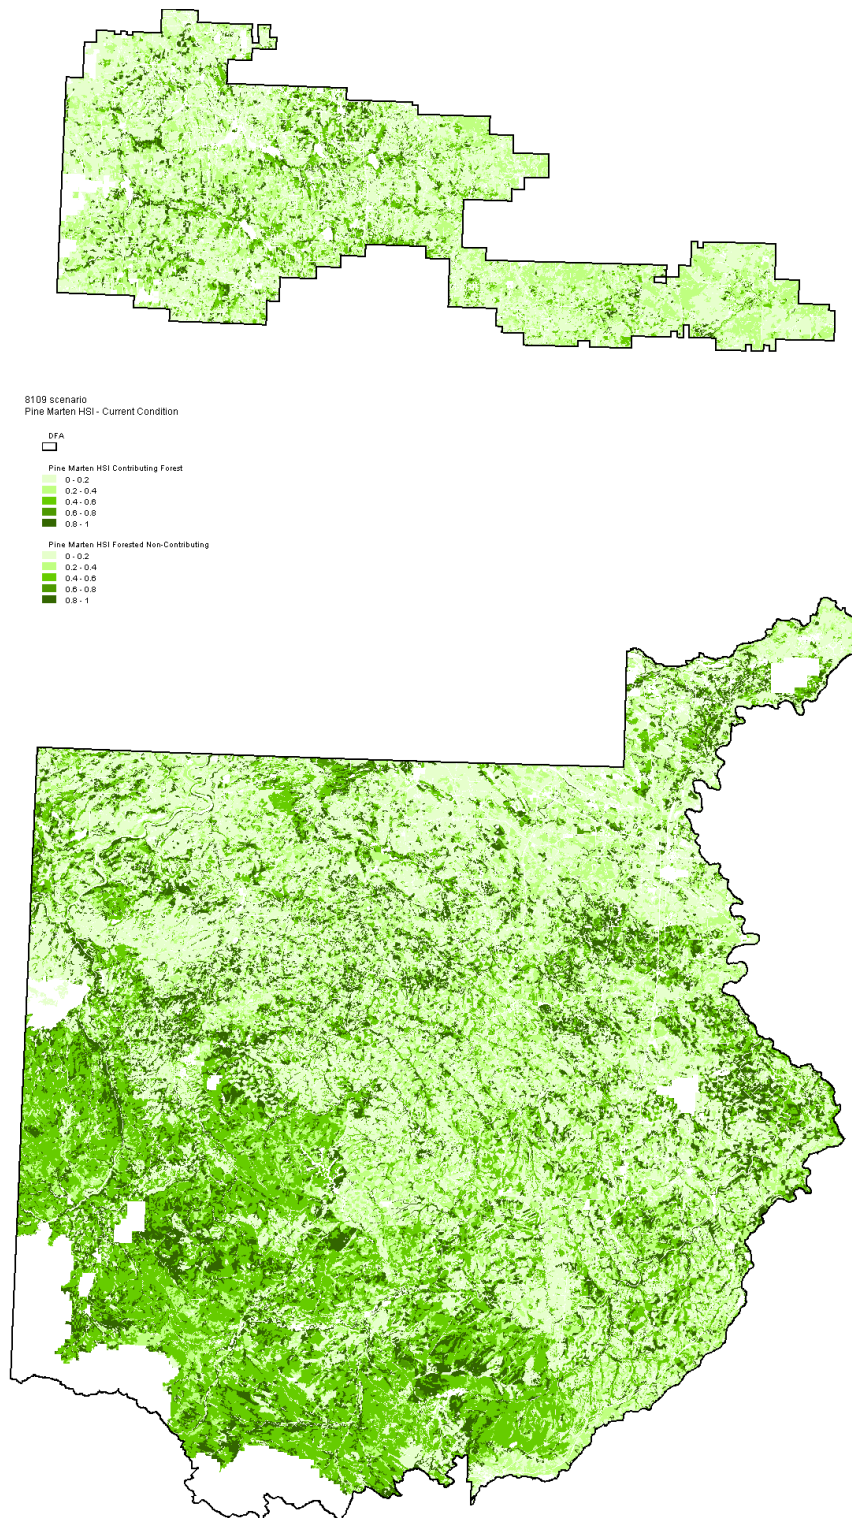 8109 scenario
Pine Marten HSI - Current Condition
DFA
Pine Marten HSI Contributing Forest
0 - 0.2
0.2 - 0.4
0.4 - 0.6
0.6 - 0.8
0.8 - 1
Pine Marten HSI Forested Non-Contributing
0 - 0.2
0.2 - 0.4
0.4 - 0.6
0.6 - 0.8
0.8 - 1